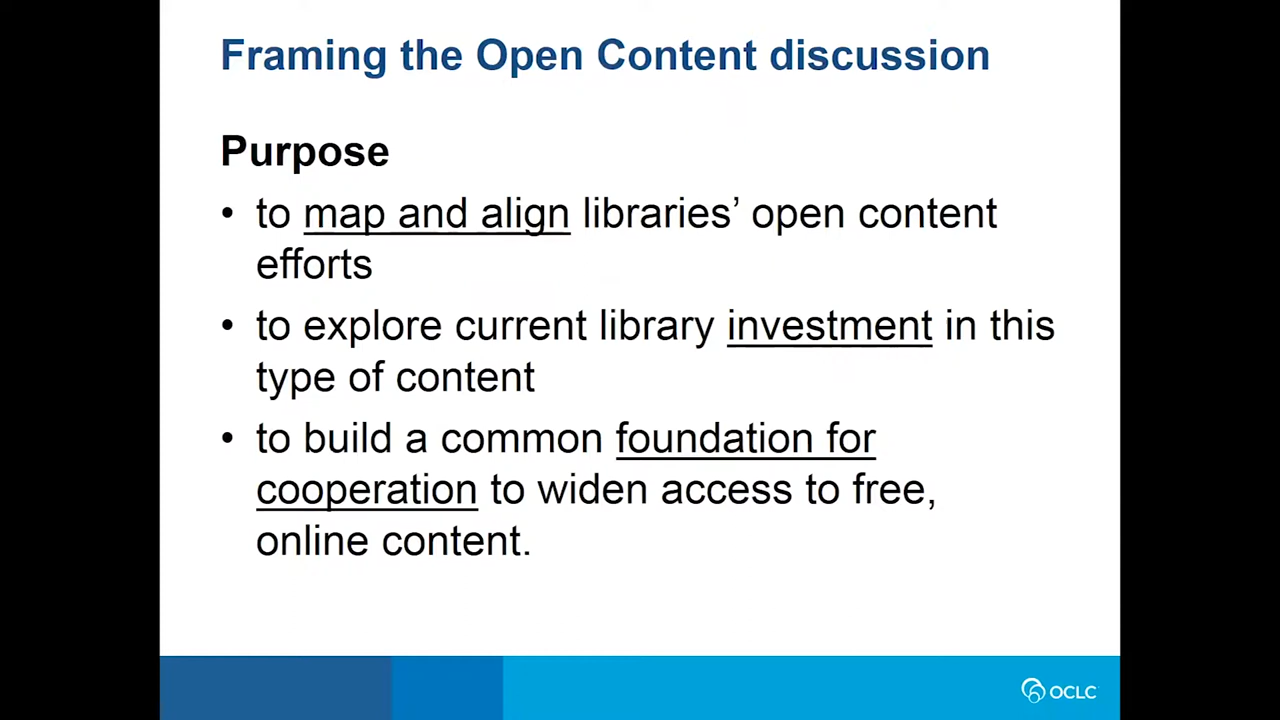 Framing the Open Content discussion
Purpose
• to map and align libraries’ open content
efforts
• to explore current library investment in this
type of content
• to build a common foundation for
cooperation to widen access to free,
online content.
OCLC